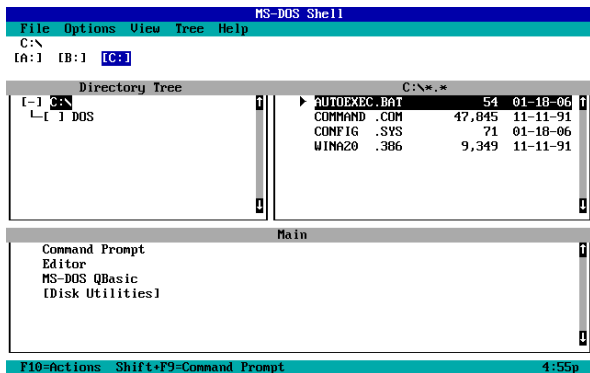 MS-DOS Shell
File Options View Tree Help
C:\
[A:] [B:] [C:]
Directory Tree
[-] C:\
[ ] DOS
C:\*.*
AUTOEXEC.BAT 54 01-18-06
COMMAND .COM 47,845 11-11-91
CONFIG .SYS 71 01-18-06
WINA20 .386 9,349 11-11-91
Main
Command Prompt
Editor
MS-DOS QBasic
[Disk Utilities]
F10=Actions Shift+F9=Command Prompt 4:55p